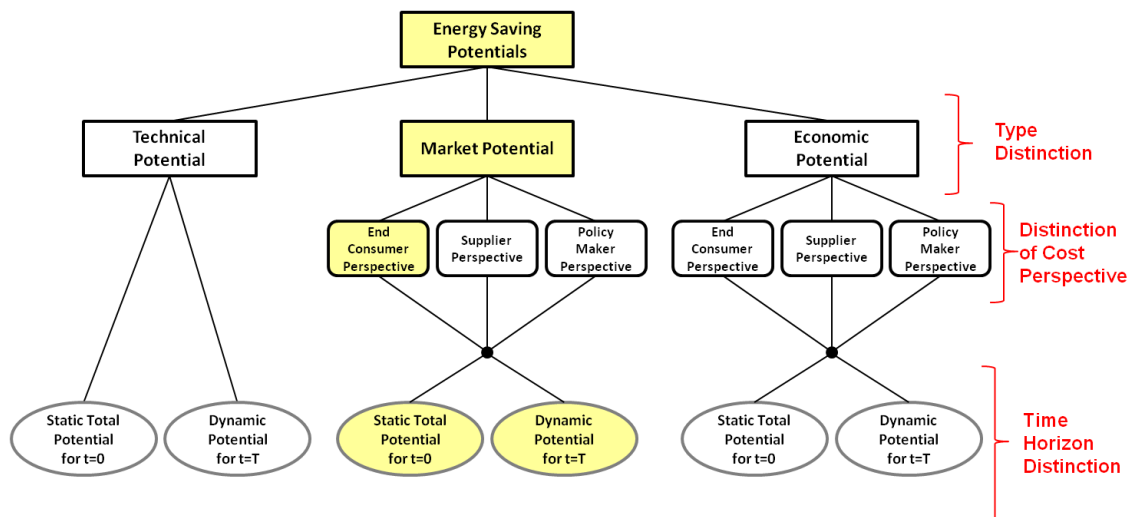 Energy Saving
Potentials
Technical
Potential
Market Potential
Economic
Potential
Type
Distinction
End
Consumer
Perspective
Supplier
Perspective
Policy
Maker
Perspective
End
Consumer
Perspective
Supplier
Perspective
Policy
Maker
Perspective
Distinction
of Cost
Perspective
Static Total
Potential
for t=0
Dynamic
Potential
for t=T
Static Total
Potential
for t=0
Dynamic
Potential
for t=T
Static Total
Potential
for t=0
Dynamic
Potential
for t=T
Time
Horizon
Distinction